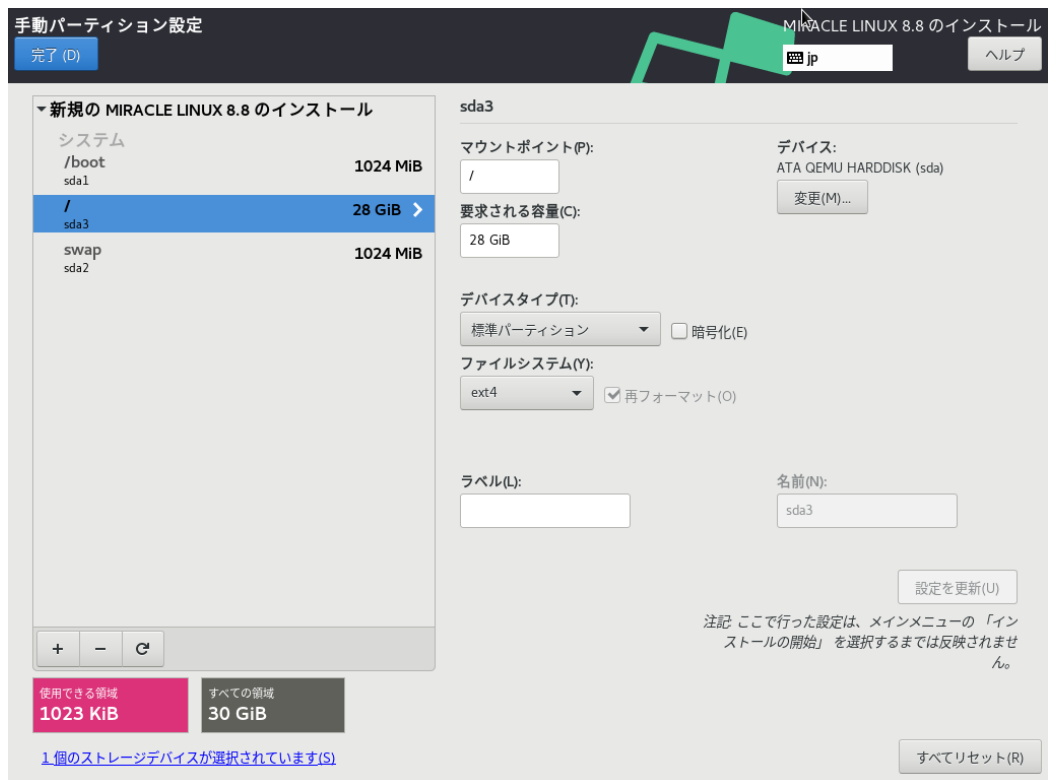 手動パーティション設定
完了 (D)
MIRACLE LINUX 8.8 のインストール
jp
ヘルプ
新規の MIRACLE LINUX 8.8 のインストール
システム
/boot
1024 MiB
sda1
/
28 GiB
sda3
swap
1024 MiB
sda2
+ −
使用できる領域
1023 KiB
すべての領域
30 GiB
1 個のストレージデバイスが選択されています(S)
sda3
マウントポイント(P):
/
要求される容量(C):
28 GiB
デバイス:
ATA QEMU HARDDISK (sda)
変更(M)...
デバイスタイプ(T):
標準パーティション
暗号化(E)
ファイルシステム(Y):
ext4
再フォーマット(O)
ラベル(L):
名前(N):
sda3
設定を更新(U)
注記: ここで行った設定は、メインメニューの 「イン
ストールの開始」 を選択するまでは反映されませ
ん。
すべてリセット(R)